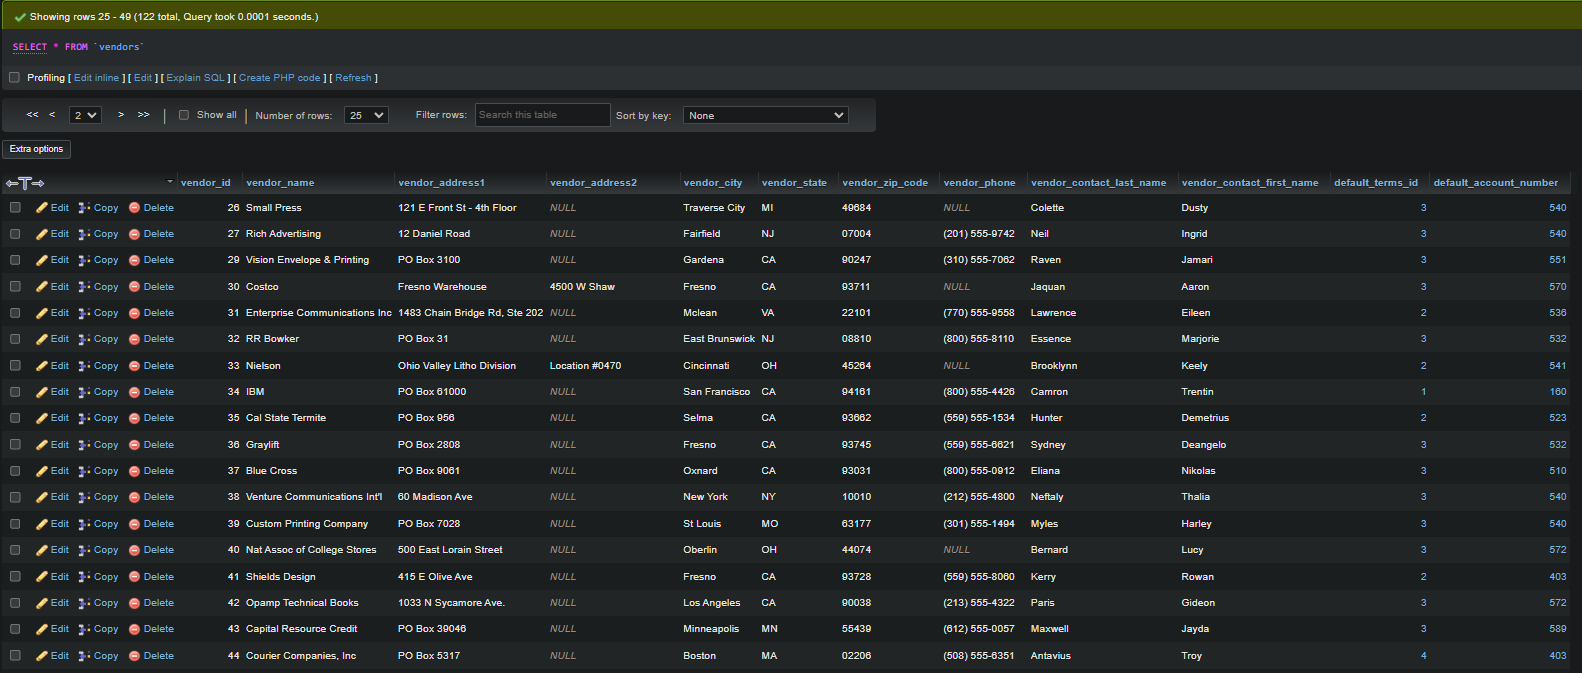 Showing rows 25 - 49 (122 total, Query took 0.0001 seconds.)
SELECT * FROM `vendors`
Profiling [ Edit inline ] [ Edit ] [ Explain SQL ] [ Create PHP code ] [ Refresh ]
<< < 2 > >> | Show all | Number of rows: 25 Filter rows: Search this table Sort by key: None
Extra options
vendor_id vendor_name vendor_address1 vendor_address2 vendor_city vendor_state vendor_zip_code vendor_phone vendor_contact_last_name vendor_contact_first_name default_terms_id default_account_number
Edit Copy Delete 26 Small Press 121 E Front St - 4th Floor NULL Traverse City MI 49684 NULL Colette Dusty 3 540
Edit Copy Delete 27 Rich Advertising 12 Daniel Road NULL Fairfield NJ 07004 (201) 555-9742 Neil Ingrid 3 540
Edit Copy Delete 29 Vision Envelope & Printing PO Box 3100 NULL Gardena CA 90247 (310) 555-7062 Raven Jamari 3 551
Edit Copy Delete 30 Costco Fresno Warehouse 4500 W Shaw Fresno CA 93711 NULL Jaquan Aaron 3 570
Edit Copy Delete 31 Enterprise Communications Inc 1483 Chain Bridge Rd, Ste 202 NULL Mclean VA 22101 (770) 555-9558 Lawrence Eileen 2 536
Edit Copy Delete 32 RR Bowker PO Box 31 NULL East Brunswick NJ 08810 (800) 555-8110 Essence Marjorie 3 532
Edit Copy Delete 33 Nielson Ohio Valley Litho Division Location #0470 Cincinnati OH 45264 NULL Brooklynn Keely 2 541
Edit Copy Delete 34 IBM PO Box 61000 NULL San Francisco CA 94161 (800) 555-4426 Camron Trentin 1 160
Edit Copy Delete 35 Cal State Termite PO Box 956 NULL Selma CA 93662 (559) 555-1534 Hunter Demetrius 2 523
Edit Copy Delete 36 Graylift PO Box 2808 NULL Fresno CA 93745 (559) 555-6621 Sydney Deangelo 3 532
Edit Copy Delete 37 Blue Cross PO Box 9061 NULL Oxnard CA 93031 (800) 555-0912 Eliana Nikolas 3 510
Edit Copy Delete 38 Venture Communications Int'l 60 Madison Ave NULL New York NY 10010 (212) 555-4800 Neftaly Thalia 3 540
Edit Copy Delete 39 Custom Printing Company PO Box 7028 NULL St Louis MO 63177 (301) 555-1494 Myles Harley 3 540
Edit Copy Delete 40 Nat Assoc of College Stores 500 East Lorain Street NULL Oberlin OH 44074 NULL Bernard Lucy 3 572
Edit Copy Delete 41 Shields Design 415 E Olive Ave NULL Fresno CA 93728 (559) 555-8060 Kerry Rowan 2 403
Edit Copy Delete 42 Opamp Technical Books 1033 N Sycamore Ave. NULL Los Angeles CA 90038 (213) 555-4322 Paris Gideon 3 572
Edit Copy Delete 43 Capital Resource Credit PO Box 39046 NULL Minneapolis MN 55439 (612) 555-0057 Maxwell Jayda 3 589
Edit Copy Delete 44 Courier Companies, Inc PO Box 5317 NULL Boston MA 02206 (508) 555-6351 Antavius Troy 4 403